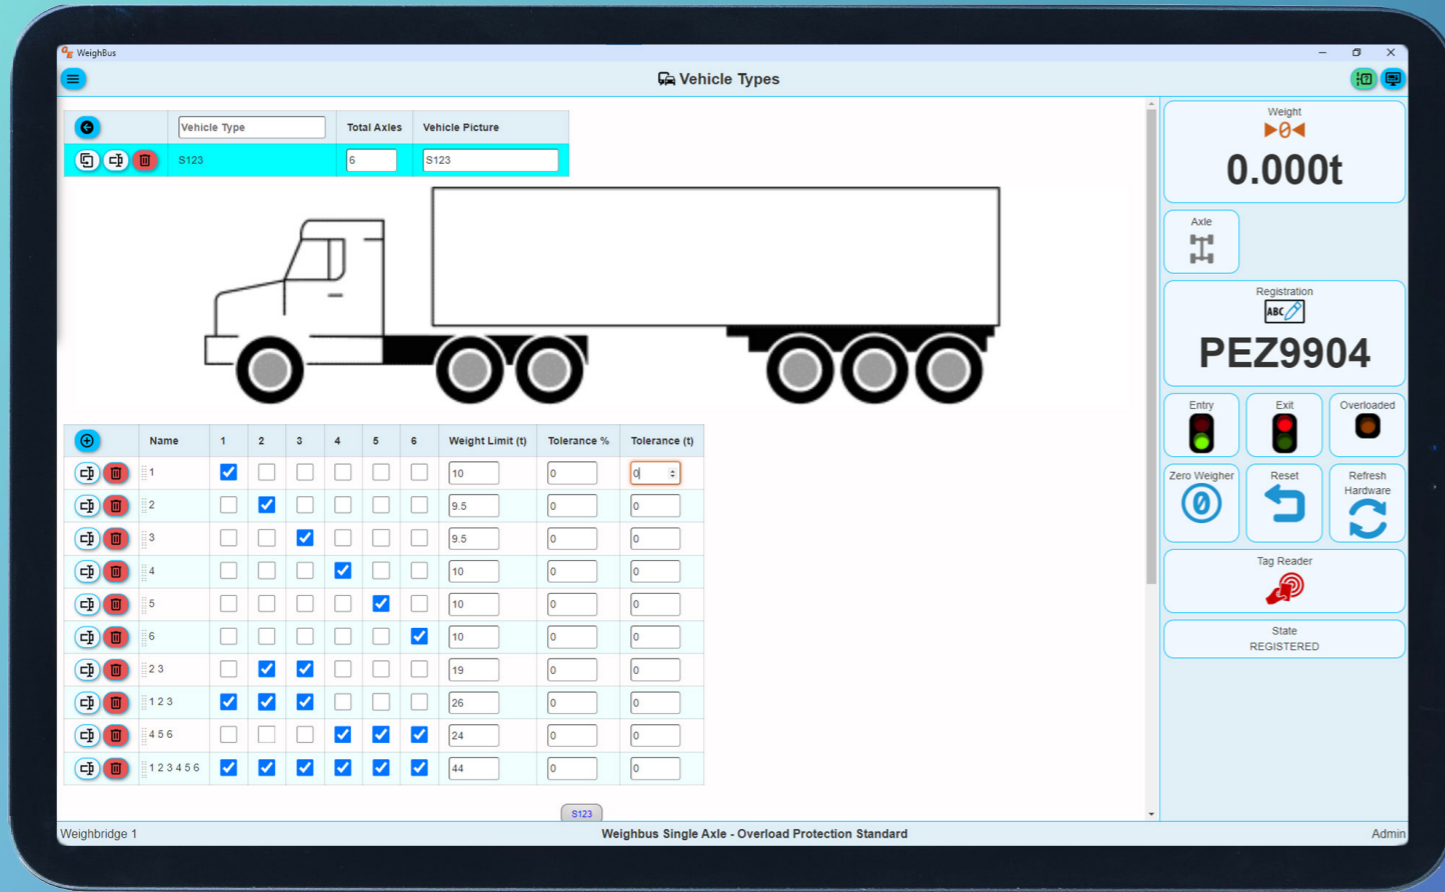 WeighBus
Vehicle Types
Vehicle Type Total Axles Vehicle Picture
S123 6 S123
Name 1 2 3 4 5 6 Weight Limit (t) Tolerance % Tolerance (t)
1 10 0 0
2 9.5 0 0
3 9.5 0 0
4 10 0 0
5 10 0 0
6 10 0 0
2 3 19 0 0
1 2 3 26 0 0
4 5 6 24 0 0
1 2 3 4 5 6 44 0 0
S123
Weight
0
0.000t
Axle
Registration
ABC
PEZ9904
Entry Exit Overloaded
Zero Weigher Reset Refresh
Hardware
0
Tag Reader
State
REGISTERED
Weighbridge 1 Weighbus Single Axle - Overload Protection Standard Admin